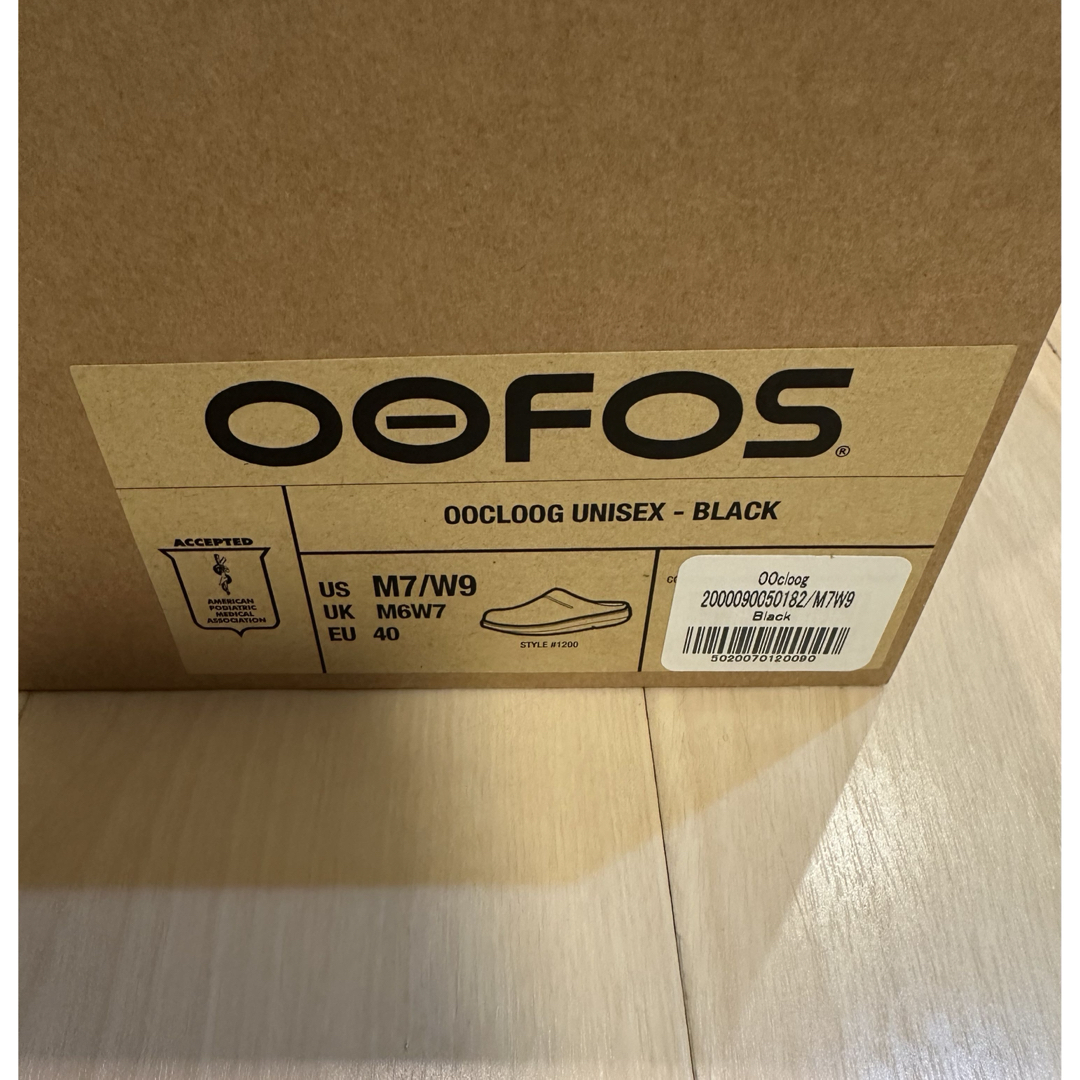 OOFOS®
OOCLOOG UNISEX - BLACK
ACCEPTED
AMERICAN
PODIATRIC
MEDICAL
ASSOCIATION
US M7/W9
UK M6W7
EU 40
STYLE #1200
OOcloog
2000090050182/M7W9
Black
5020070120090